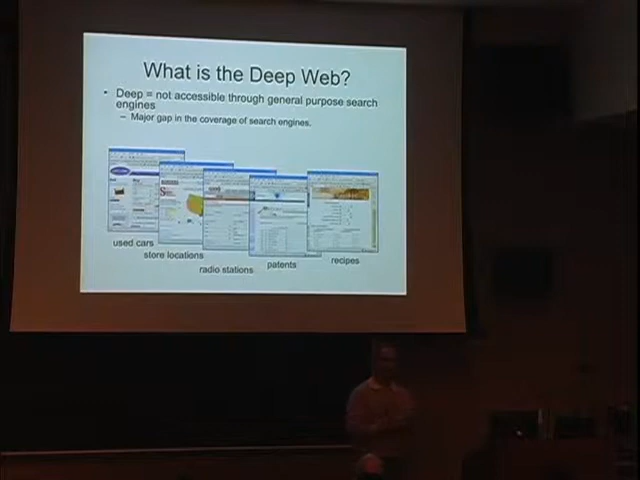 What is the Deep Web?
• Deep = not accessible through general purpose search
engines
– Major gap in the coverage of search engines.
used cars
store locations
radio stations
patents
recipes